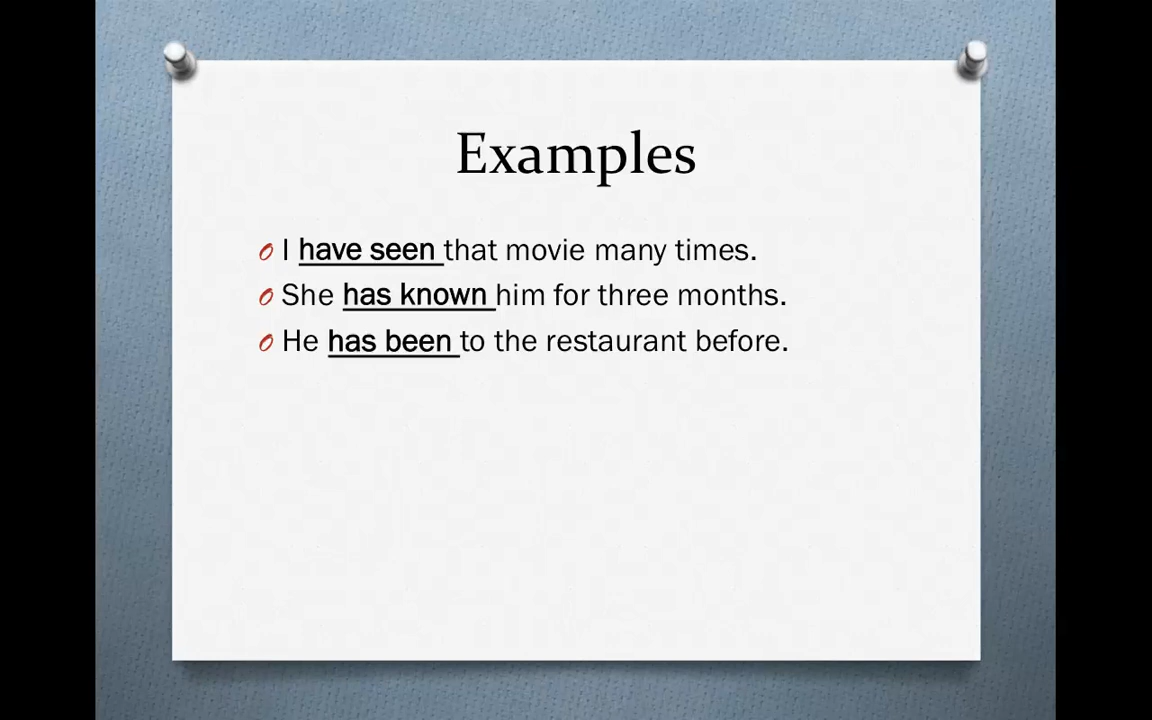 Examples
I have seen that movie many times.
She has known him for three months.
He has been to the restaurant before.